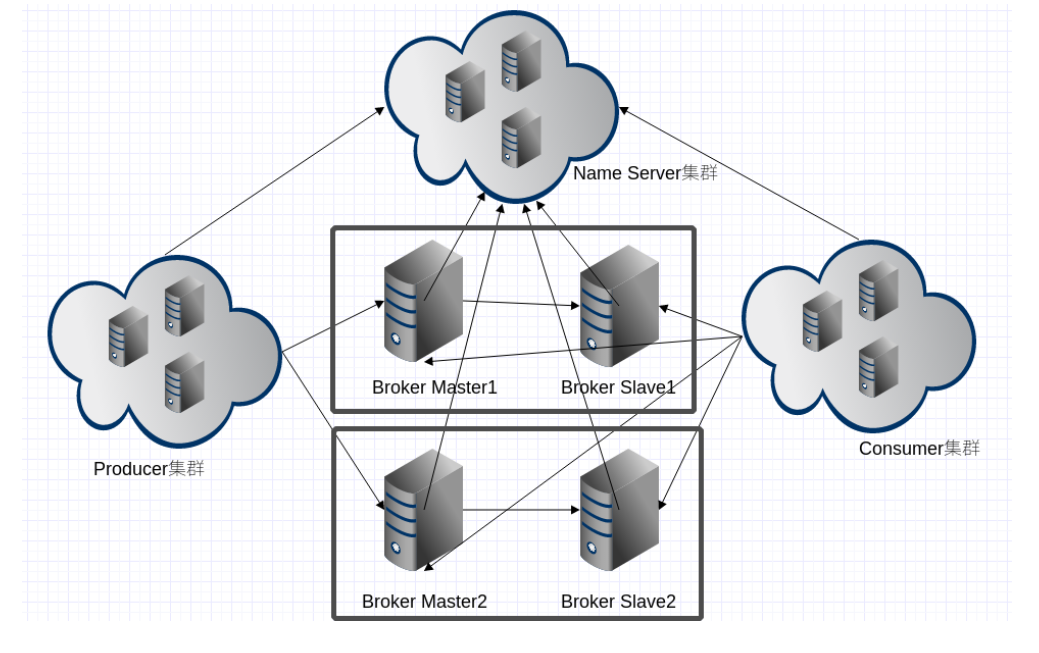 Name Server集群
Broker Master1
Broker Slave1
Producer集群
Consumer集群
Broker Master2
Broker Slave2